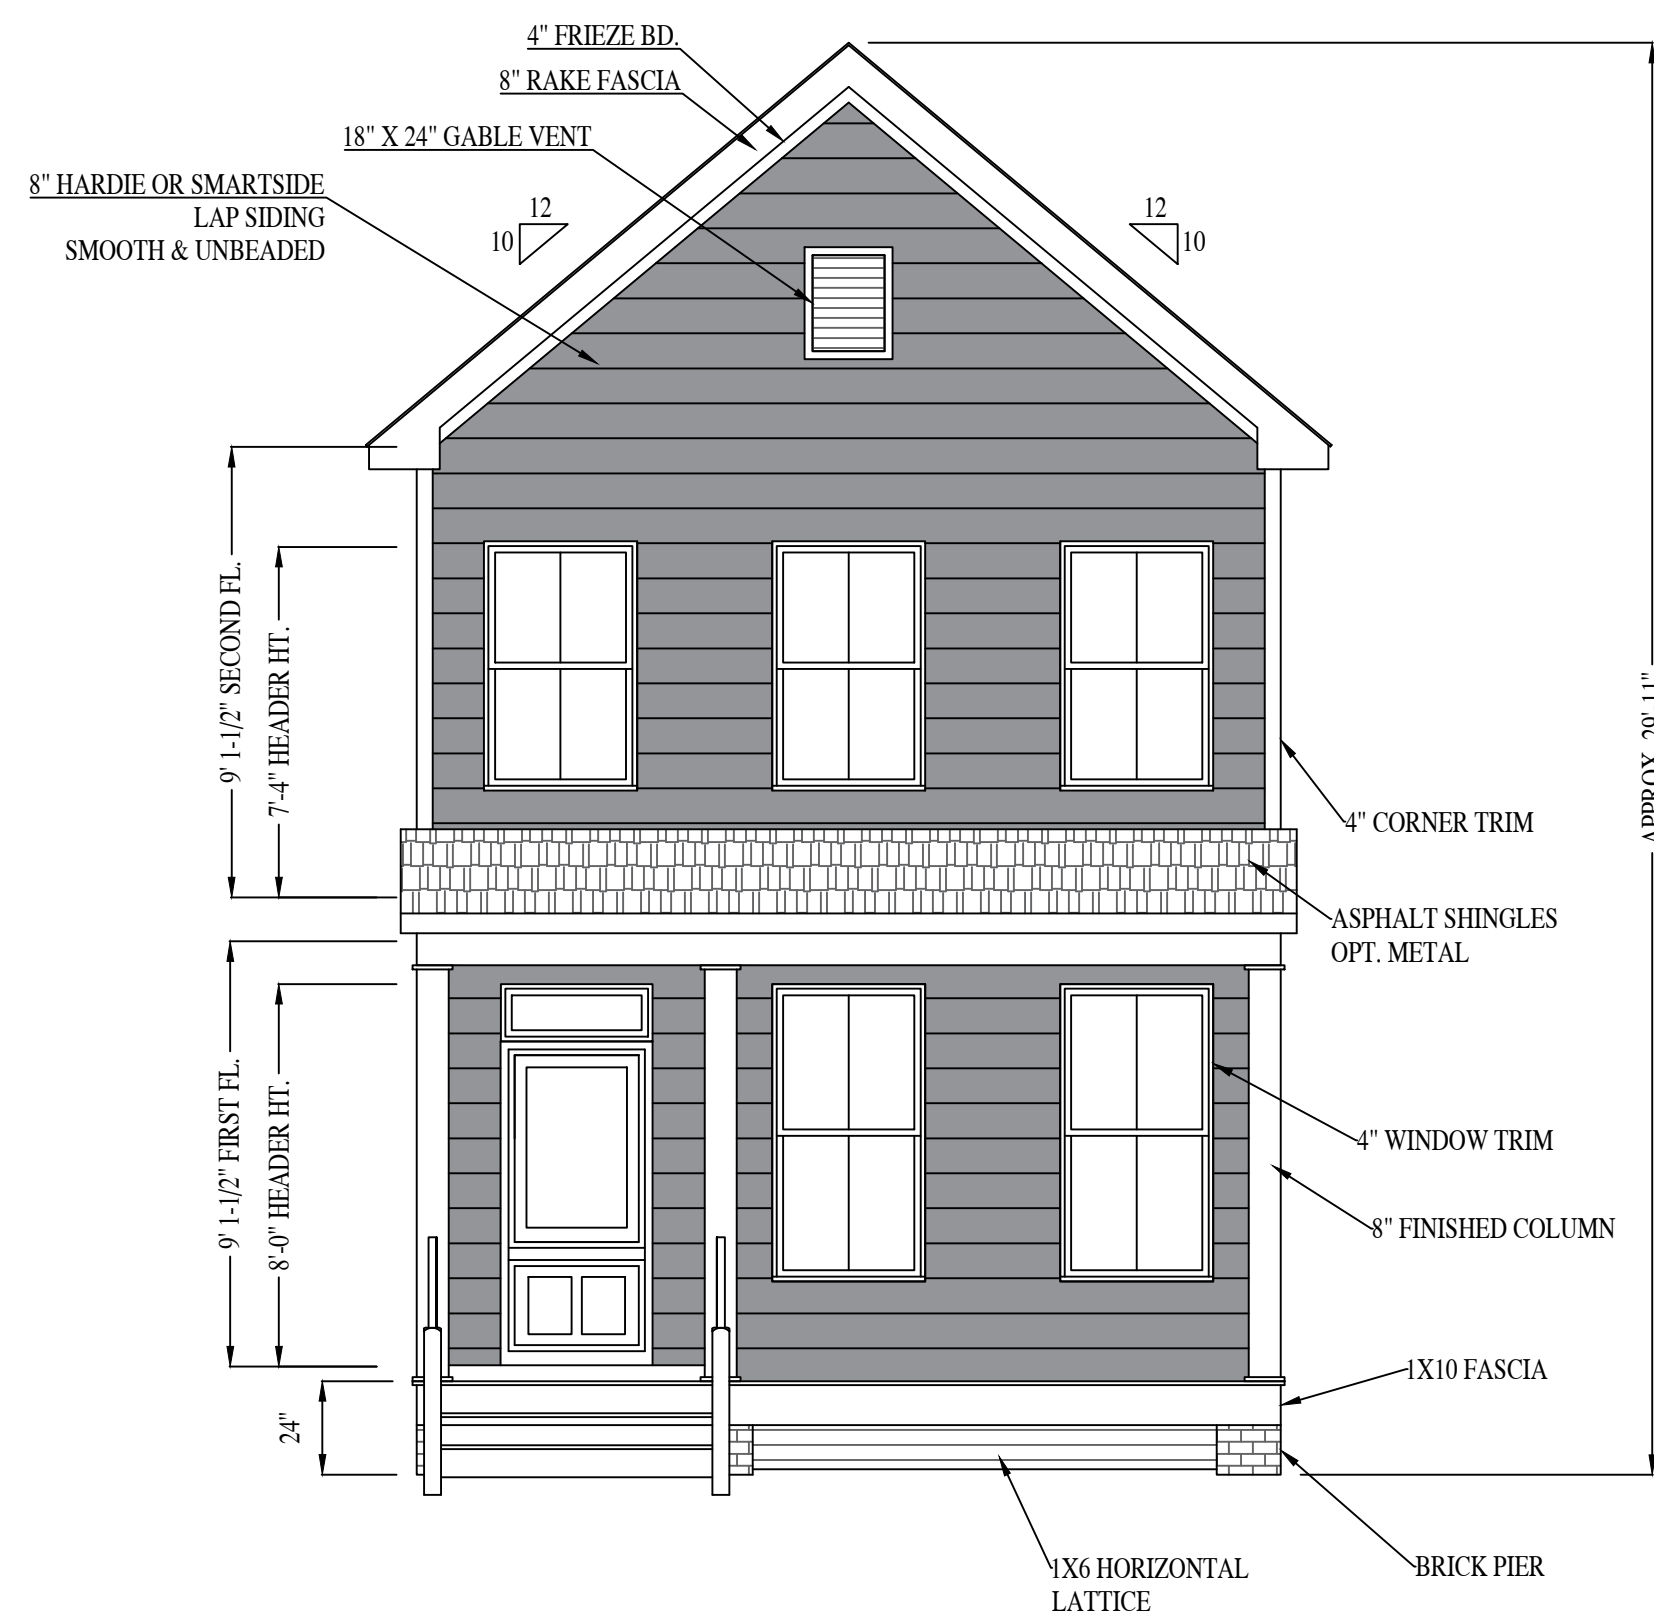 4" FRIEZE BD.
8" RAKE FASCIA
18" X 24" GABLE VENT
8" HARDIE OR SMARTSIDE
LAP SIDING
SMOOTH & UNBEADED
12
10
12
10
9' 1-1/2" SECOND FL.
7'-4" HEADER HT.
4" CORNER TRIM
ASPHALT SHINGLES
OPT. METAL
9' 1-1/2" FIRST FL.
8'-0" HEADER HT.
4" WINDOW TRIM
8" FINISHED COLUMN
1X10 FASCIA
24"
1X6 HORIZONTAL
LATTICE
BRICK PIER